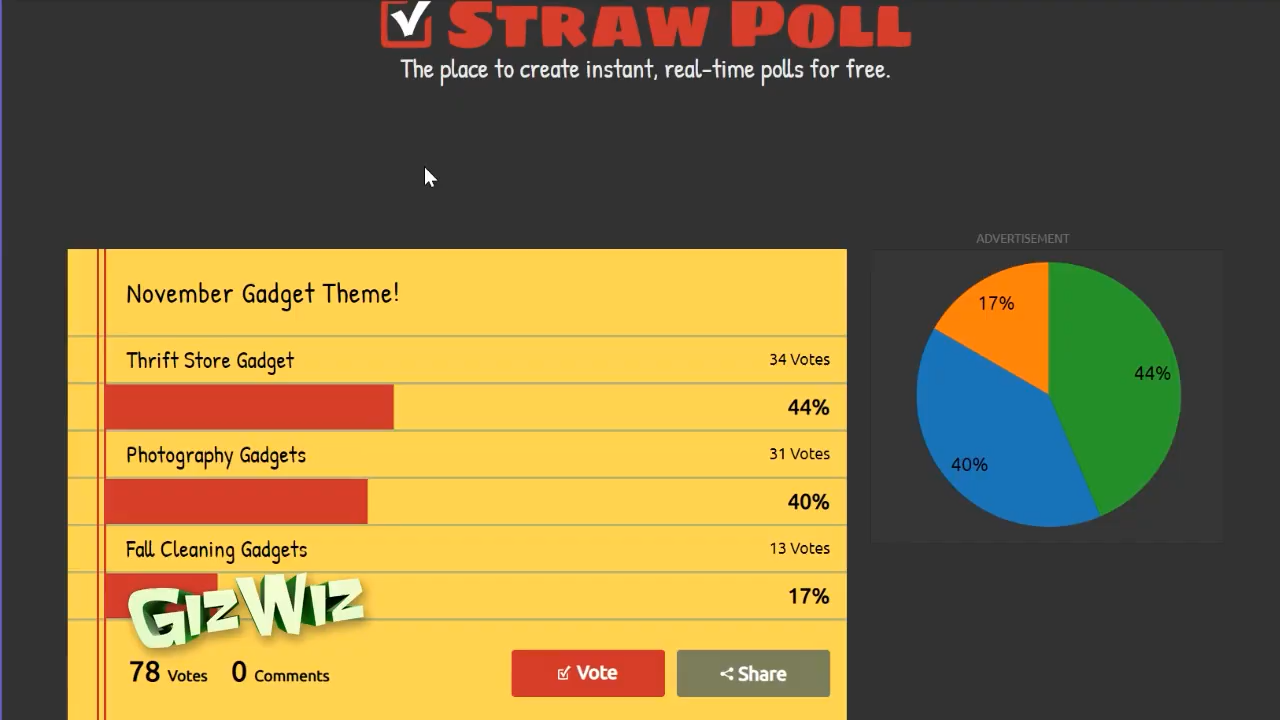 STRAW POLL
The place to create instant, real-time polls for free.
ADVERTISEMENT
November Gadget Theme!
Thrift Store Gadget 34 Votes
44%
Photography Gadgets 31 Votes
40%
Fall Cleaning Gadgets 13 Votes
17%
GIZWIZ
78 Votes 0 Comments
Vote Share
17%
44%
40%